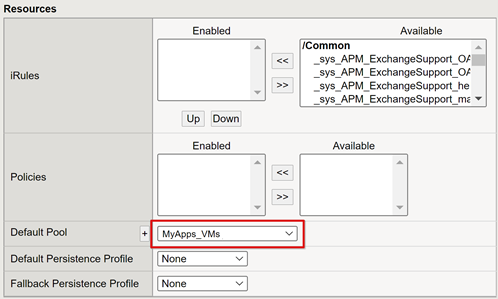 Resources
Enabled
Available
iRules
<<
>>
/Common
_sys_APM_ExchangeSupport_OA
_sys_APM_ExchangeSupport_OA
_sys_APM_ExchangeSupport_he
_sys_APM_ExchangeSupport_ma
Up Down
Enabled
Available
Policies
<<
>>
Default Pool + MyApps_VMs
Default Persistence Profile None
Fallback Persistence Profile None